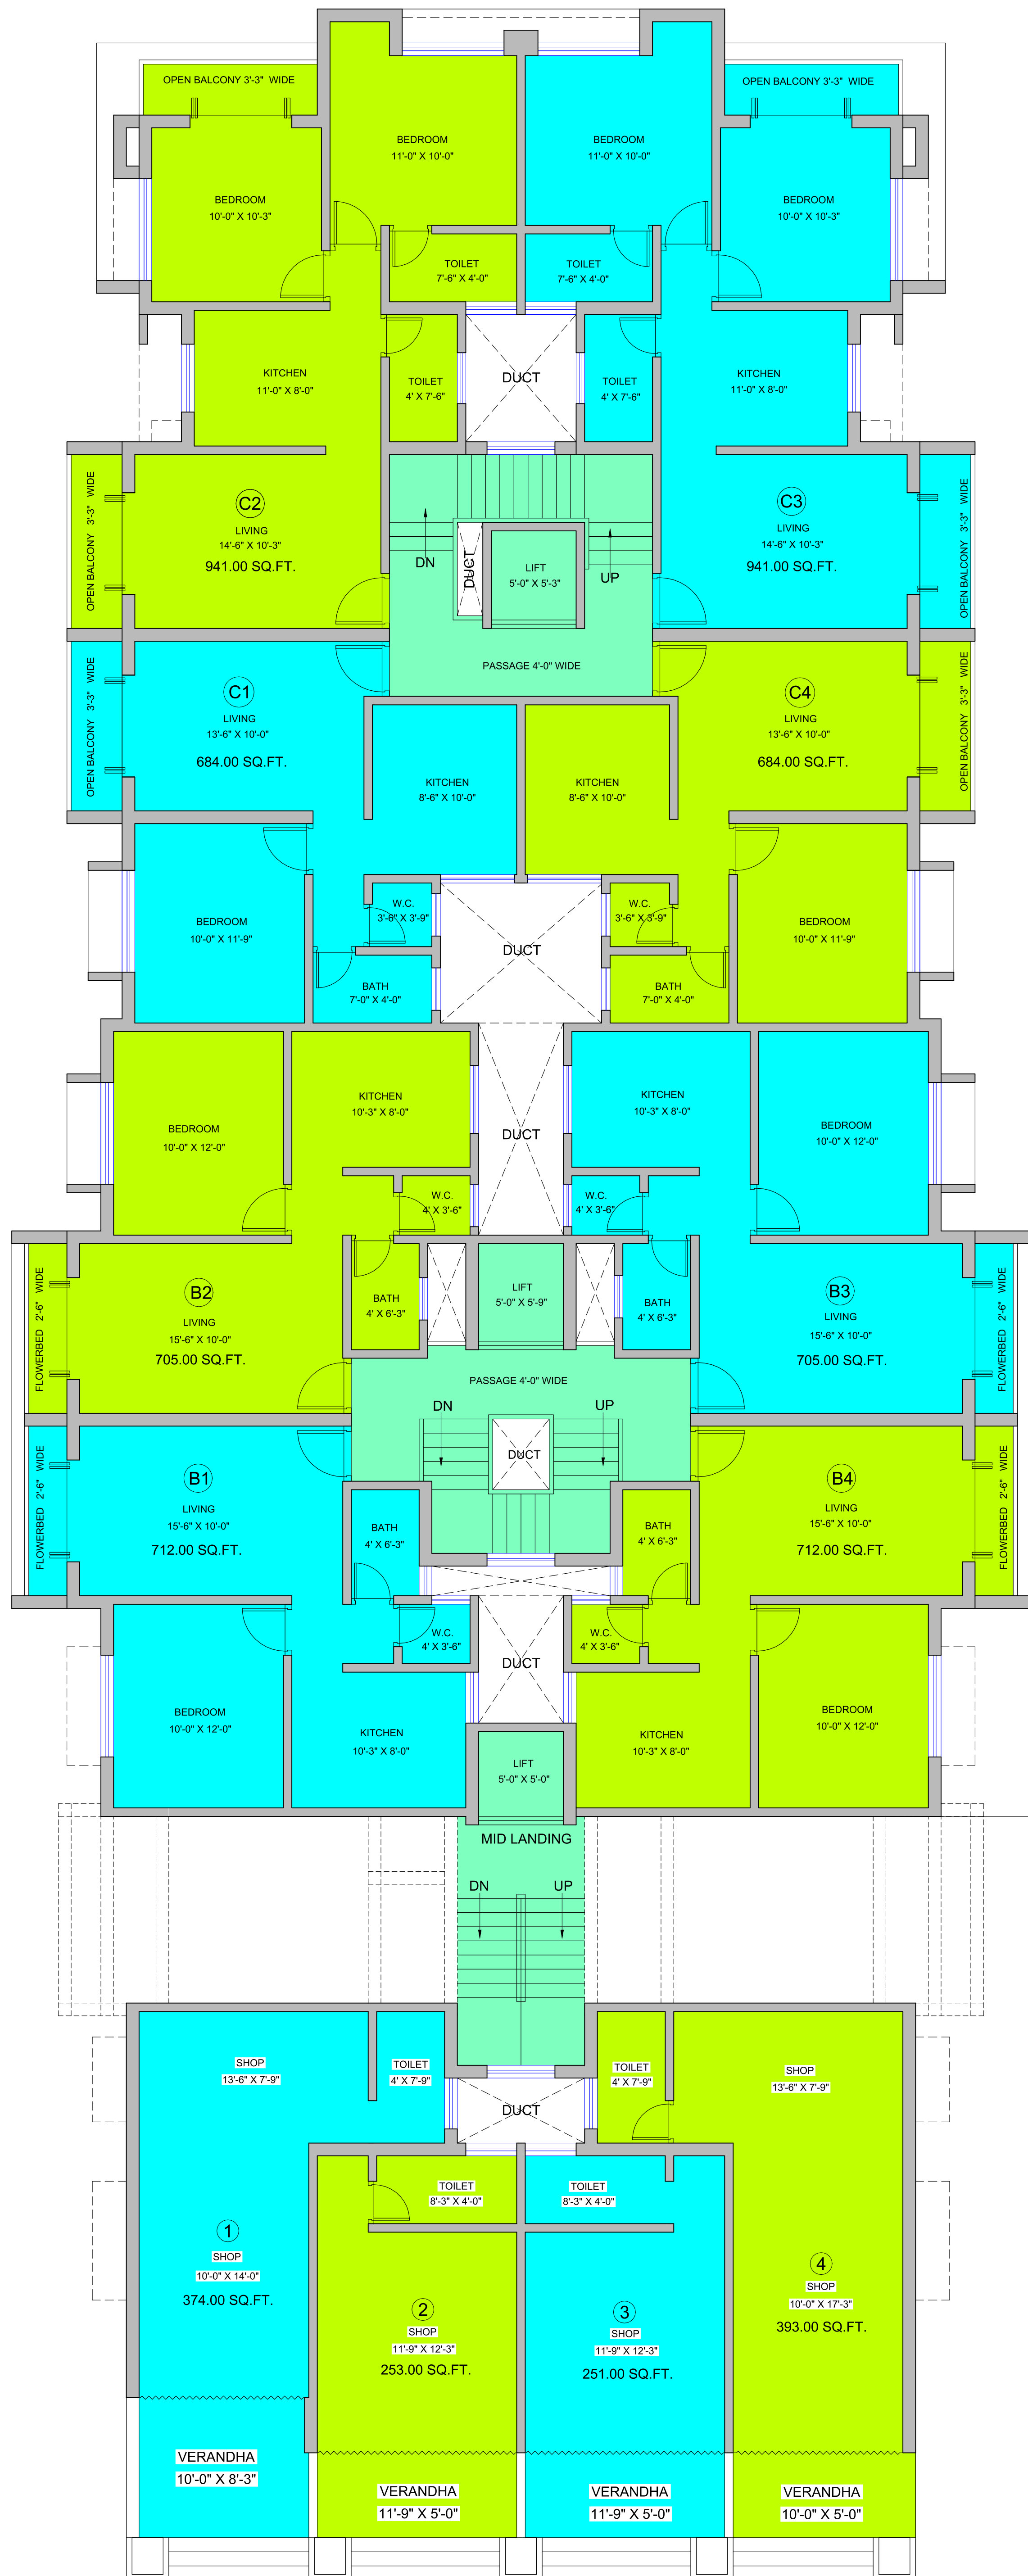 OPEN BALCONY 3'-3" WIDE
OPEN BALCONY 3'-3" WIDE
BEDROOM
11'-0" X 10'-0"
BEDROOM
11'-0" X 10'-0"
BEDROOM
10'-0" X 10'-3"
BEDROOM
10'-0" X 10'-3"
TOILET
7'-6" X 4'-0"
TOILET
7'-6" X 4'-0"
KITCHEN
11'-0" X 8'-0"
TOILET
4' X 7'-6"
DUCT
TOILET
4' X 7'-6"
KITCHEN
11'-0" X 8'-0"
OPEN BALCONY 3'-3" WIDE
C2
LIVING
14'-6" X 10'-3"
941.00 SQ.FT.
DN
DUCT
LIFT
5'-0" X 5'-3"
UP
C3
LIVING
14'-6" X 10'-3"
941.00 SQ.FT.
OPEN BALCONY 3'-3" WIDE
PASSAGE 4'-0" WIDE
OPEN BALCONY 3'-3" WIDE
C1
LIVING
13'-6" X 10'-0"
684.00 SQ.FT.
KITCHEN
8'-6" X 10'-0"
KITCHEN
8'-6" X 10'-0"
C4
LIVING
13'-6" X 10'-0"
684.00 SQ.FT.
OPEN BALCONY 3'-3" WIDE
BEDROOM
10'-0" X 11'-9"
W.C.
3'-6" X 3'-9"
DUCT
W.C.
3'-6" X 3'-9"
BEDROOM
10'-0" X 11'-9"
BATH
7'-0" X 4'-0"
BATH
7'-0" X 4'-0"
BEDROOM
10'-0" X 12'-0"
KITCHEN
10'-3" X 8'-0"
DUCT
KITCHEN
10'-3" X 8'-0"
BEDROOM
10'-0" X 12'-0"
W.C.
4' X 3'-6"
W.C.
4' X 3'-6"
FLOWERBED 2'-6" WIDE
B2
LIVING
15'-6" X 10'-0"
705.00 SQ.FT.
BATH
4' X 6'-3"
LIFT
5'-0" X 5'-9"
BATH
4' X 6'-3"
B3
LIVING
15'-6" X 10'-0"
705.00 SQ.FT.
FLOWERBED 2'-6" WIDE
PASSAGE 4'-0" WIDE
DN
UP
DUCT
FLOWERBED 2'-6" WIDE
B1
LIVING
15'-6" X 10'-0"
712.00 SQ.FT.
BATH
4' X 6'-3"
BATH
4' X 6'-3"
B4
LIVING
15'-6" X 10'-0"
712.00 SQ.FT.
FLOWERBED 2'-6" WIDE
W.C.
4' X 3'-6"
DUCT
W.C.
4' X 3'-6"
BEDROOM
10'-0" X 12'-0"
KITCHEN
10'-3" X 8'-0"
LIFT
5'-0" X 5'-0"
KITCHEN
10'-3" X 8'-0"
BEDROOM
10'-0" X 12'-0"
MID LANDING
DN
UP
SHOP
13'-6" X 7'-9"
TOILET
4' X 7'-9"
DUCT
TOILET
4' X 7'-9"
SHOP
13'-6" X 7'-9"
TOILET
8'-3" X 4'-0"
TOILET
8'-3" X 4'-0"
1
SHOP
10'-0" X 14'-0"
374.00 SQ.FT.
2
SHOP
11'-9" X 12'-3"
253.00 SQ.FT.
3
SHOP
11'-9" X 12'-3"
251.00 SQ.FT.
4
SHOP
10'-0" X 17'-3"
393.00 SQ.FT.
VERANDHA
10'-0" X 8'-3"
VERANDHA
11'-9" X 5'-0"
VERANDHA
11'-9" X 5'-0"
VERANDHA
10'-0" X 5'-0"